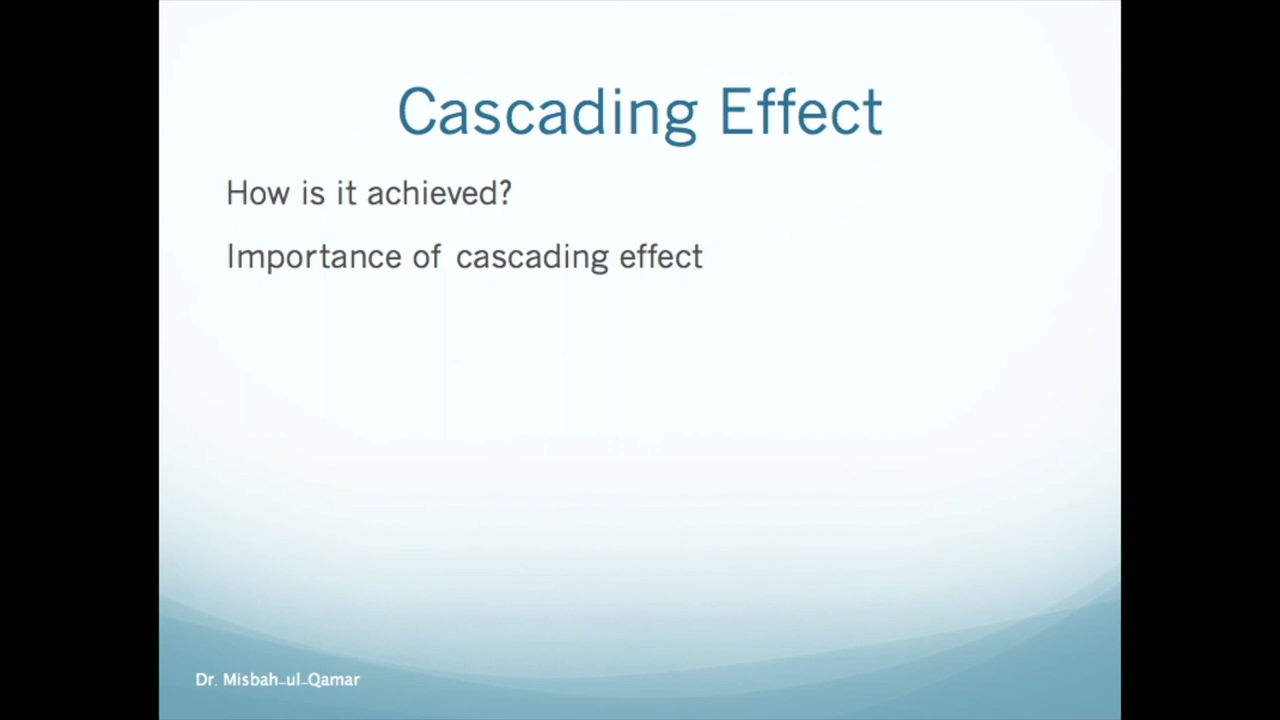 Cascading Effect
How is it achieved?
Importance of cascading effect
Dr. Misbah-ul-Qamar